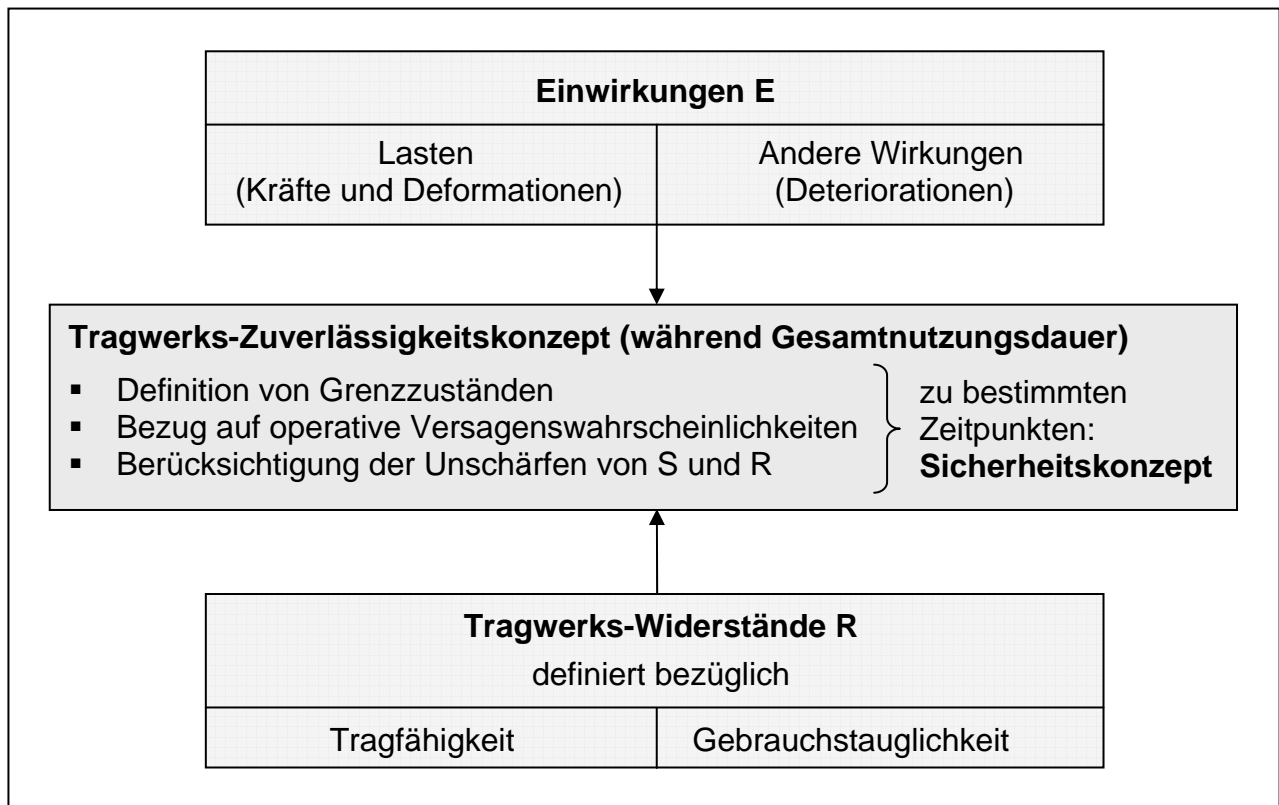 Einwirkungen E
Lasten
(Kräfte und Deformationen)
Andere Wirkungen
(Deteriorationen)
Tragwerks-Zuverlässigkeitskonzept (während Gesamtnutzungsdauer)
▪ Definition von Grenzzuständen
▪ Bezug auf operative Versagenswahrscheinlichkeiten
▪ Berücksichtigung der Unschärfen von S und R
zu bestimmten
Zeitpunkten:
Sicherheitskonzept
Tragwerks-Widerstände R
definiert bezüglich
Tragfähigkeit
Gebrauchstauglichkeit